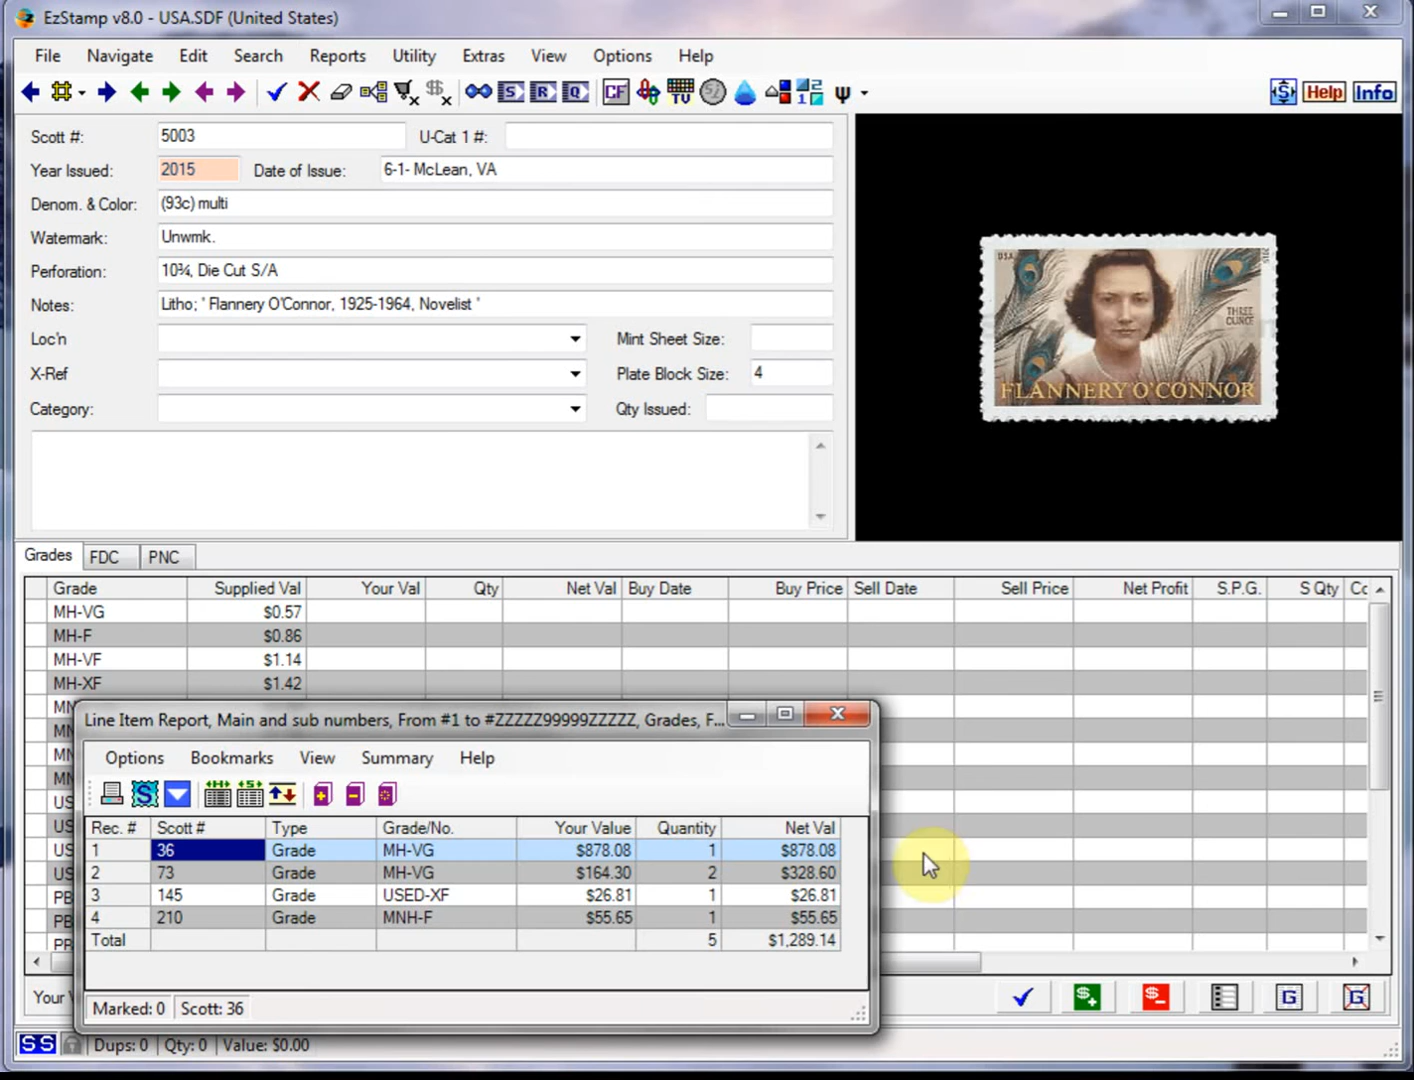 EzStamp v8.0 - USA.SDF (United States)
File Navigate Edit Search Reports Utility Extras View Options Help
S R Q CF TV Help Info
Scott #: 5003 U-Cat 1 #:
Year Issued: 2015 Date of Issue: 6-1- McLean, VA
Denom. & Color: (93c) multi
Watermark: Unwmk.
Perforation: 10¾, Die Cut S/A
Notes: Litho; ' Flannery O'Connor, 1925-1964, Novelist '
Loc'n Mint Sheet Size:
X-Ref Plate Block Size: 4
Category: Qty Issued:
USA 2015
THREE
OUNCE
FLANNERY O'CONNOR
Grades FDC PNC
Grade Supplied Val Your Val Qty Net Val Buy Date Buy Price Sell Date Sell Price Net Profit S.P.G. S Qty Cc
MH-VG $0.57
MH-F $0.86
MH-VF $1.14
MH-XF $1.42
Line Item Report, Main and sub numbers, From #1 to #ZZZZZ99999ZZZZZ, Grades, F...
Options Bookmarks View Summary Help
Rec. # Scott # Type Grade/No. Your Value Quantity Net Val
1 36 Grade MH-VG $878.08 1 $878.08
2 73 Grade MH-VG $164.30 2 $328.60
3 145 Grade USED-XF $26.81 1 $26.81
4 210 Grade MNH-F $55.65 1 $55.65
Total 5 $1,289.14
Marked: 0 Scott: 36
Your V
SS Dups: 0 Qty: 0 Value: $0.00